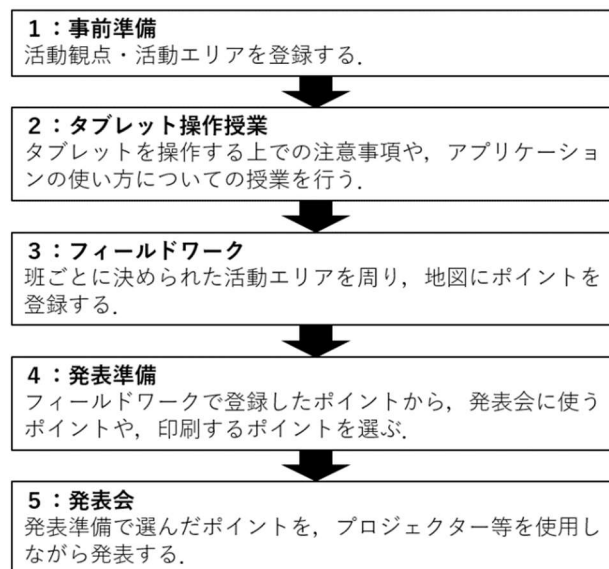 1：事前準備
活動観点・活動エリアを登録する．
2：タブレット操作授業
タブレットを操作する上での注意事項や，アプリケーショ
ンの使い方についての授業を行う．
3：フィールドワーク
班ごとに決められた活動エリアを周り，地図にポイントを
登録する．
4：発表準備
フィールドワークで登録したポイントから，発表会に使う
ポイントや，印刷するポイントを選ぶ．
5：発表会
発表準備で選んだポイントを，プロジェクター等を使用し
ながら発表する．